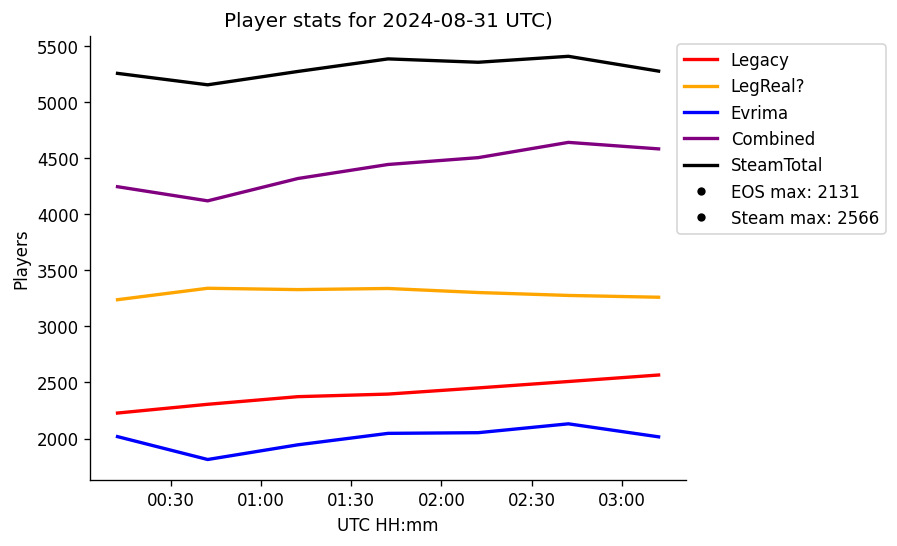 Player stats for 2024-08-31 UTC)
5500
5000
4500
4000
3500
3000
2500
2000
Players
00:30 01:00 01:30 02:00 02:30 03:00
UTC HH:mm
Legacy
LegReal?
Evrima
Combined
SteamTotal
EOS max: 2131
Steam max: 2566